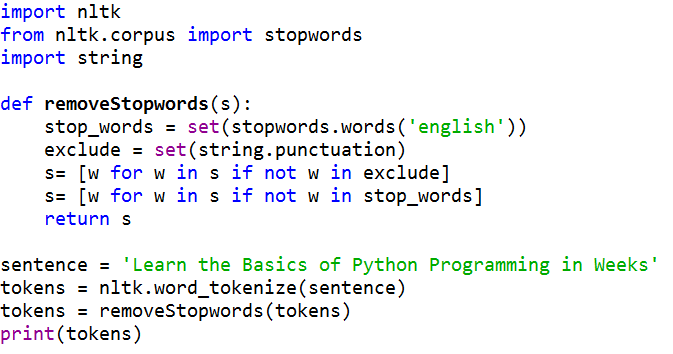 import nltk
from nltk.corpus import stopwords
import string
def removeStopwords(s):
    stop_words = set(stopwords.words('english'))
    exclude = set(string.punctuation)
    s= [w for w in s if not w in exclude]
    s= [w for w in s if not w in stop_words]
    return s
sentence = 'Learn the Basics of Python Programming in Weeks'
tokens = nltk.word_tokenize(sentence)
tokens = removeStopwords(tokens)
print(tokens)